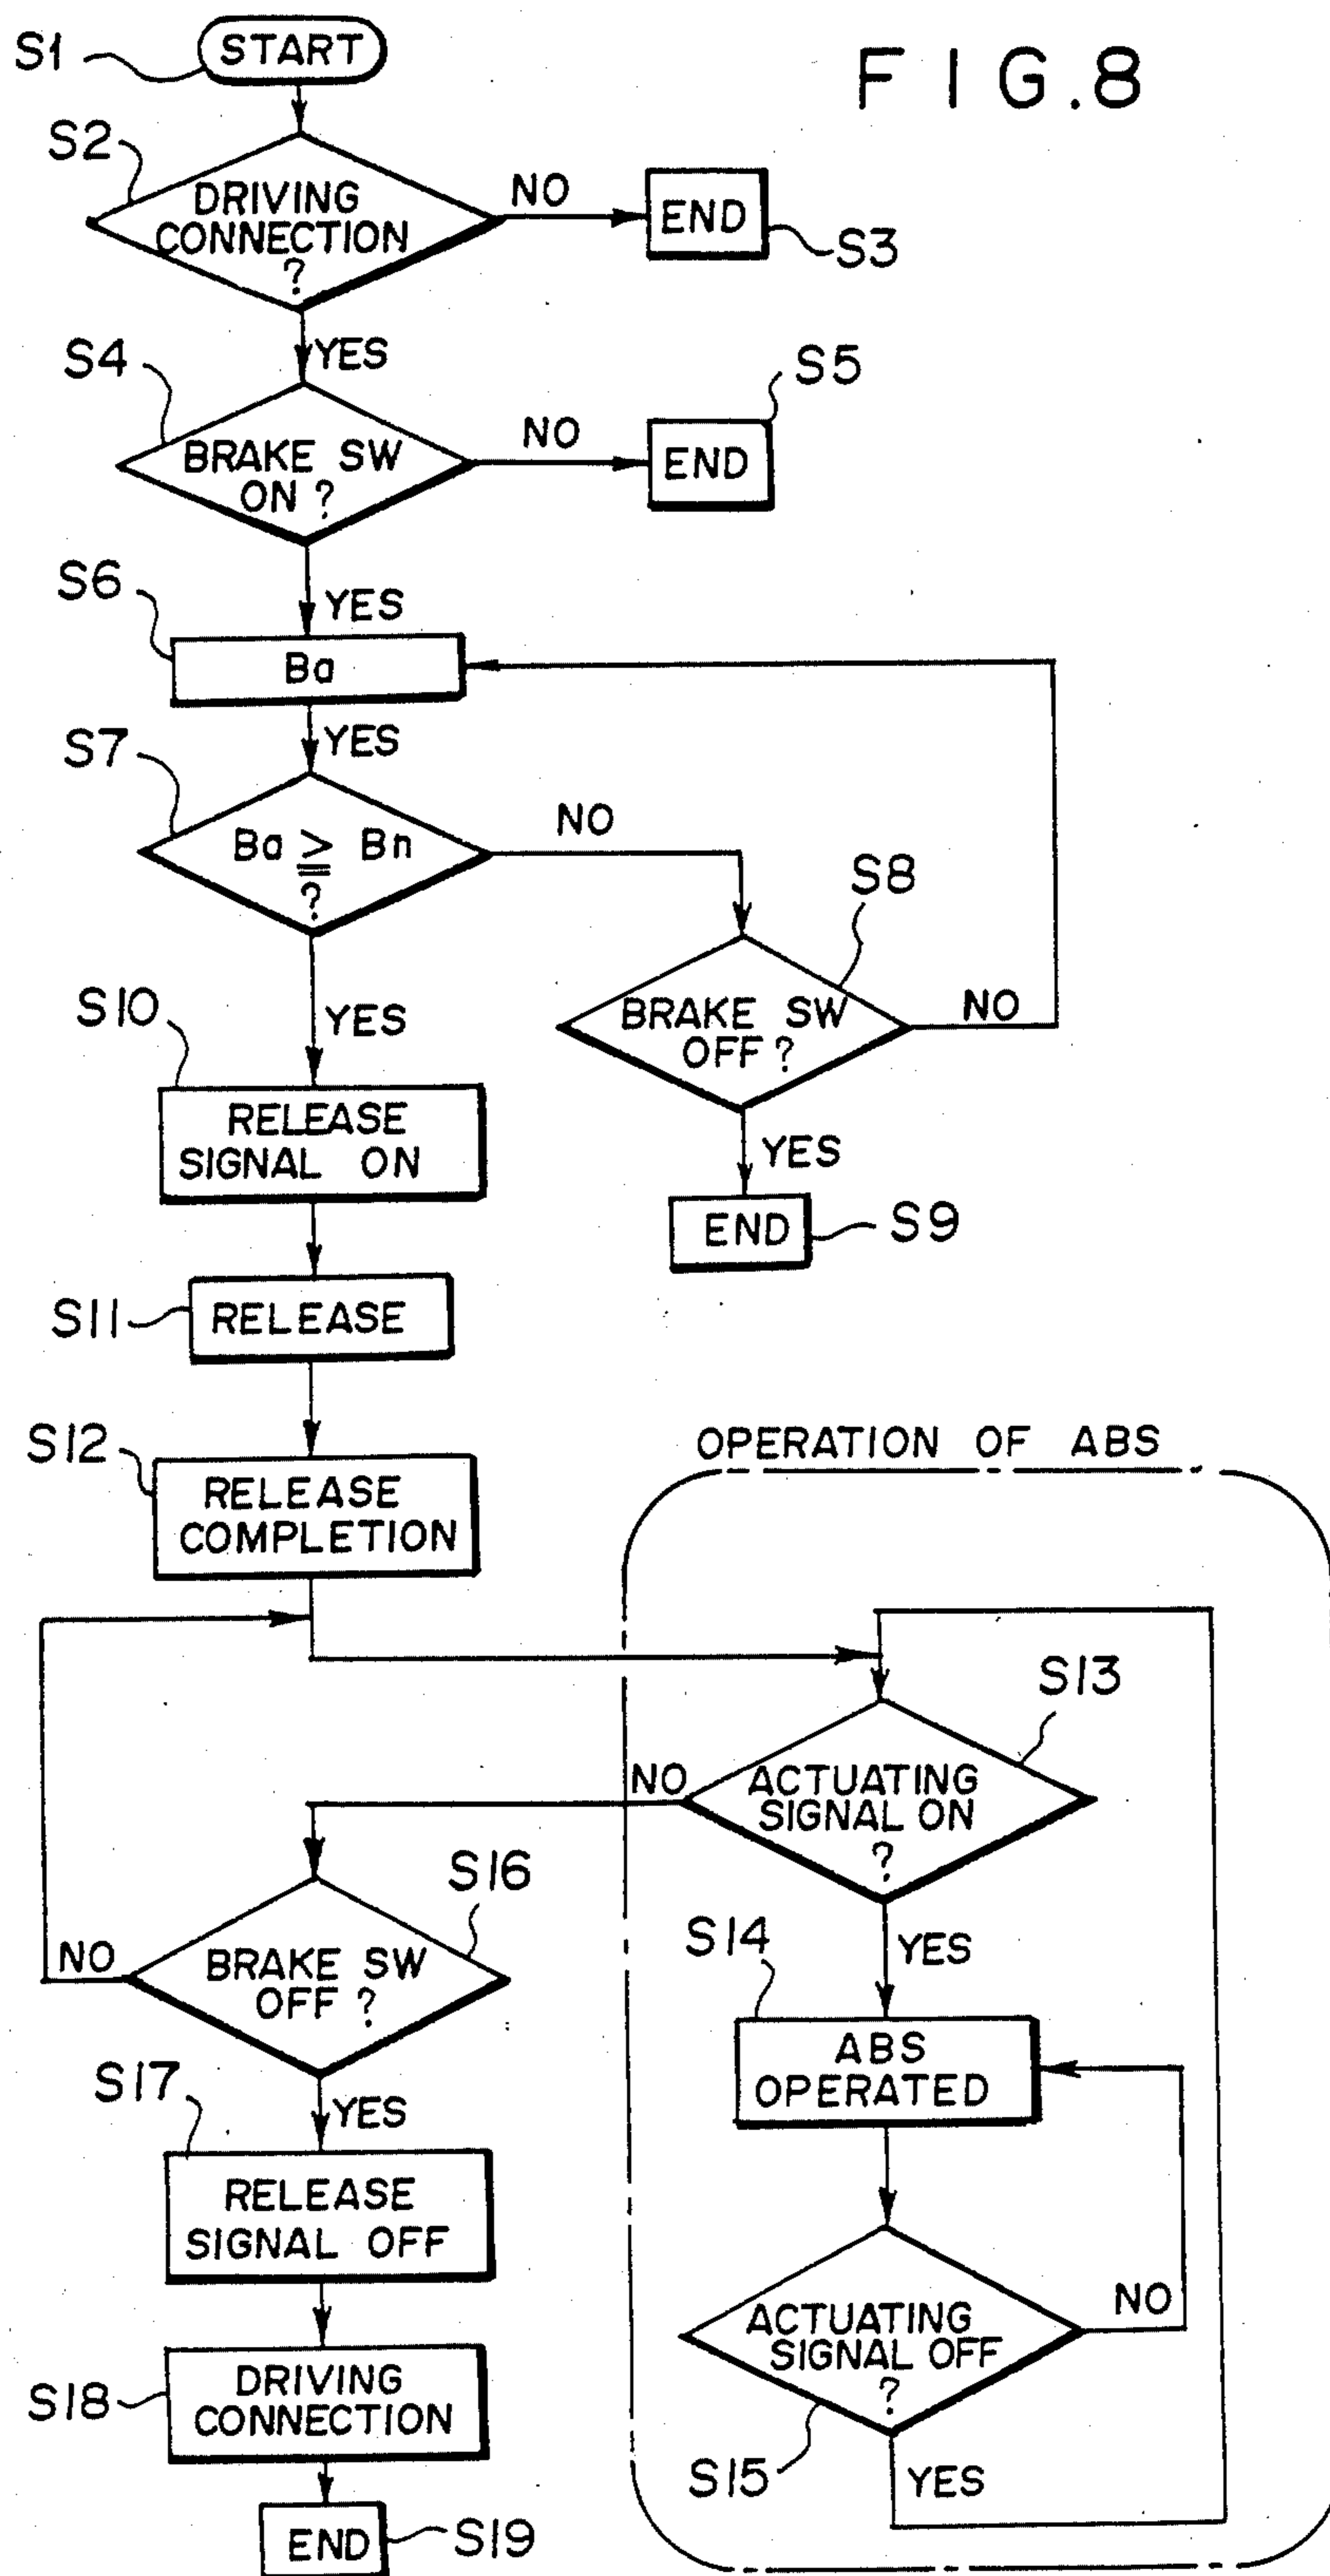 FIG.8
S1
START
S2
DRIVING
CONNECTION
?
NO
END
S3
YES
S4
BRAKE SW
ON ?
NO
END
S5
YES
S6
Ba
YES
S7
Ba ≧ Bn
?
NO
S8
BRAKE SW
OFF ?
NO
YES
END
S9
YES
S10
RELEASE
SIGNAL ON
S11
RELEASE
S12
RELEASE
COMPLETION
OPERATION OF ABS
S13
ACTUATING
SIGNAL ON
?
NO
YES
S14
ABS
OPERATED
ACTUATING
SIGNAL OFF
?
NO
S15
YES
S16
BRAKE SW
OFF ?
NO
YES
S17
RELEASE
SIGNAL OFF
S18
DRIVING
CONNECTION
END
S19